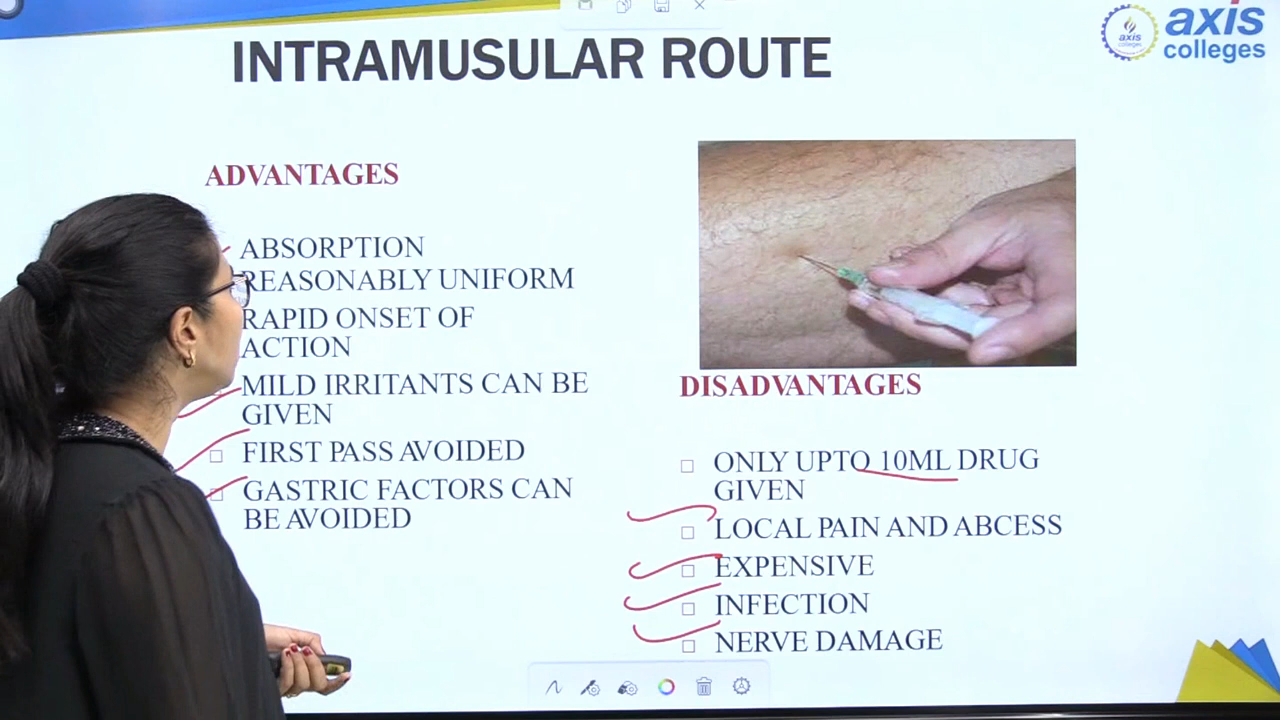 INTRAMUSULAR ROUTE
axis
colleges
axis
colleges
ADVANTAGES
ABSORPTION
REASONABLY UNIFORM
RAPID ONSET OF
ACTION
MILD IRRITANTS CAN BE
GIVEN
FIRST PASS AVOIDED
GASTRIC FACTORS CAN
BE AVOIDED
DISADVANTAGES
ONLY UPTO 10ML DRUG
GIVEN
LOCAL PAIN AND ABCESS
EXPENSIVE
INFECTION
NERVE DAMAGE